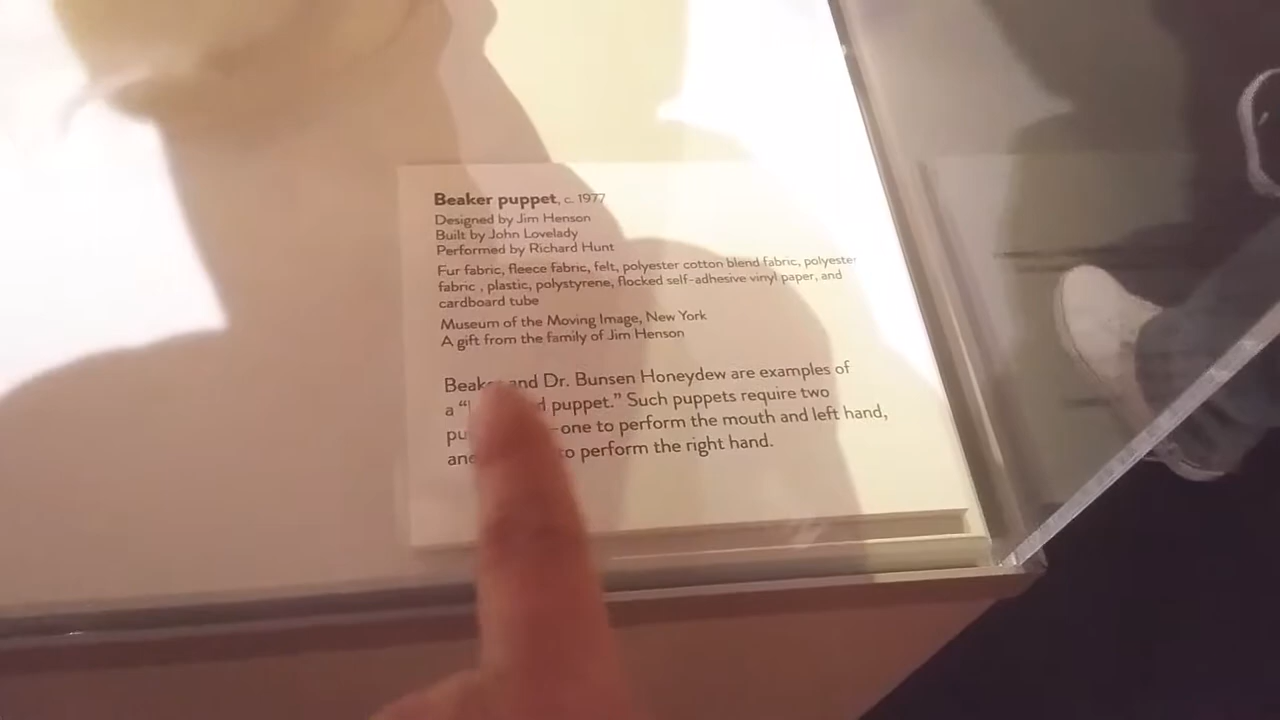 Beaker puppet, c. 1977
Designed by Jim Henson
Built by John Lovelady
Performed by Richard Hunt
Fur fabric, fleece fabric, felt, polyester cotton blend fabric, polyester
fabric , plastic, polystyrene, flocked self-adhesive vinyl paper, and
cardboard tube
Museum of the Moving Image, New York
A gift from the family of Jim Henson
Beaker and Dr. Bunsen Honeydew are examples of
a “ puppet.” Such puppets require two
—one to perform the mouth and left hand,
to perform the right hand.